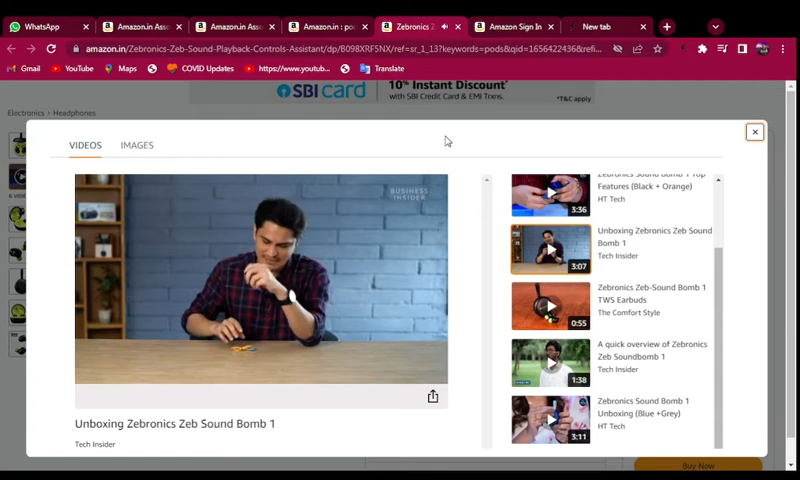 WhatsApp
Amazon.in Asso
Amazon.in Asso
Amazon.in : po
Zebronics Z
Amazon Sign In
New tab
amazon.in/Zebronics-Zeb-Sound-Playback-Controls-Assistant/dp/B098XRF5NX/ref=sr_1_13?keywords=pods&qid=1656422436&refi...
Gmail
YouTube
Maps
COVID Updates
https://www.youtub...
Translate
SBI card
10% Instant Discount*
with SBI Credit Card & EMI Trxns.
*T&C apply
Electronics › Headphones
VIDEOS
IMAGES
6 VIDEO
BUSINESS
INSIDER
Unboxing Zebronics Zeb Sound Bomb 1
Tech Insider
Zebronics Sound Bomb 1 Top
Features (Black + Orange)
HT Tech
3:36
Unboxing Zebronics Zeb Sound
Bomb 1
Tech Insider
3:07
Zebronics Zeb-Sound Bomb 1
TWS Earbuds
The Comfort Style
0:55
A quick overview of Zebronics
Zeb Soundbomb 1
Tech Insider
1:38
Zebronics Sound Bomb 1
Unboxing (Blue +Grey)
HT Tech
3:11
Buy Now